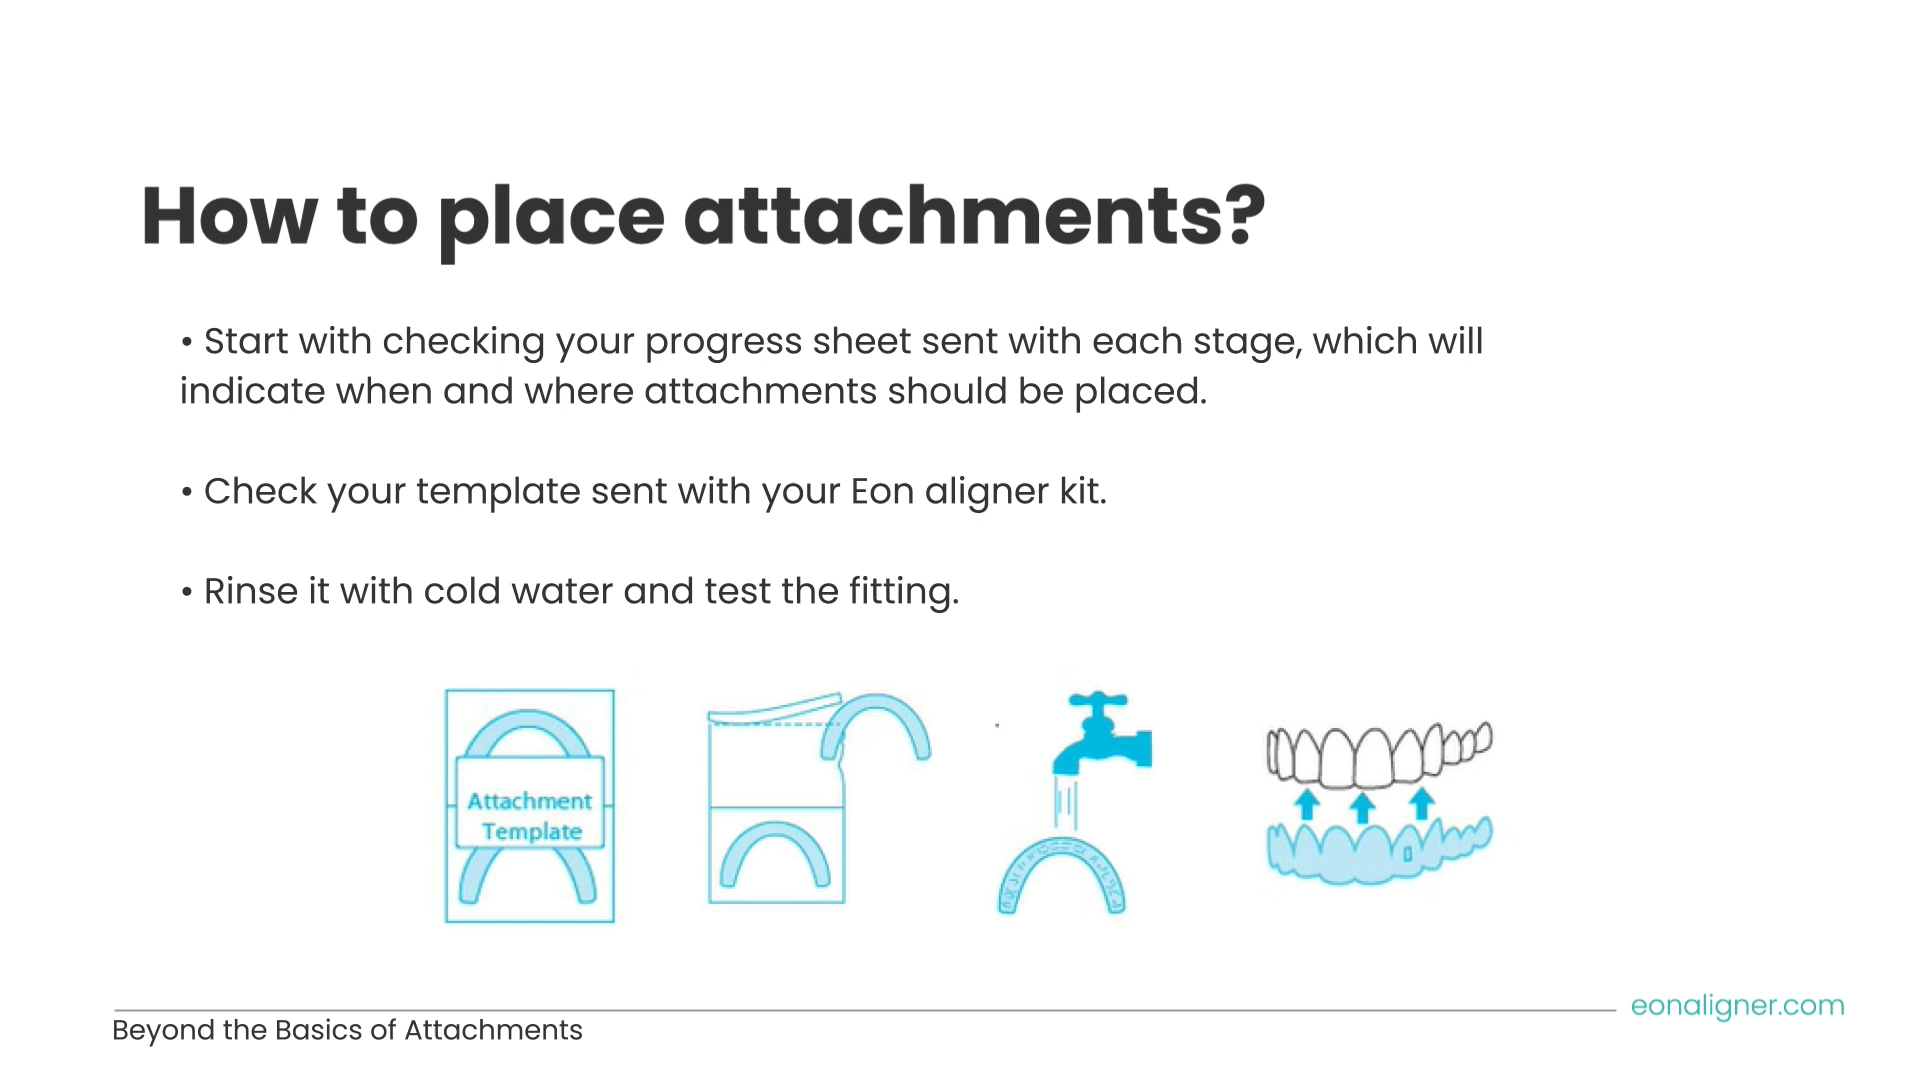 How to place attachments?
• Start with checking your progress sheet sent with each stage, which will
indicate when and where attachments should be placed.
• Check your template sent with your Eon aligner kit.
• Rinse it with cold water and test the fitting.
Attachment
Template
eonaligner.com
Beyond the Basics of Attachments